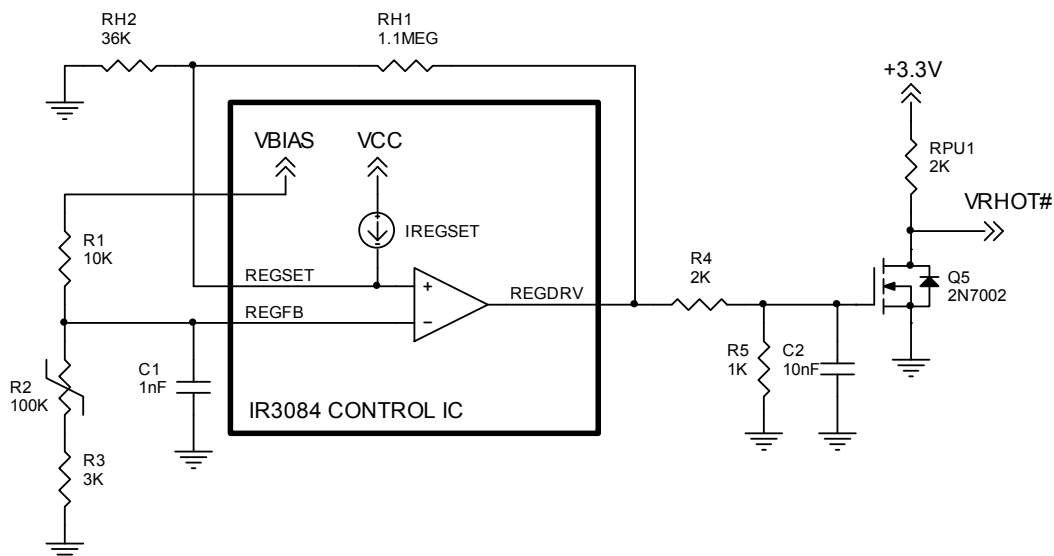 RH2
36K
RH1
1.1MEG
+3.3V
VBIAS
VCC
RPU1
2K
VRHOT#
R1
10K
IREGSET
REGSET
REGFB
REGDRV
+
−
R4
2K
Q5
2N7002
R2
100K
C1
1nF
R5
1K
C2
10nF
IR3084 CONTROL IC
R3
3K